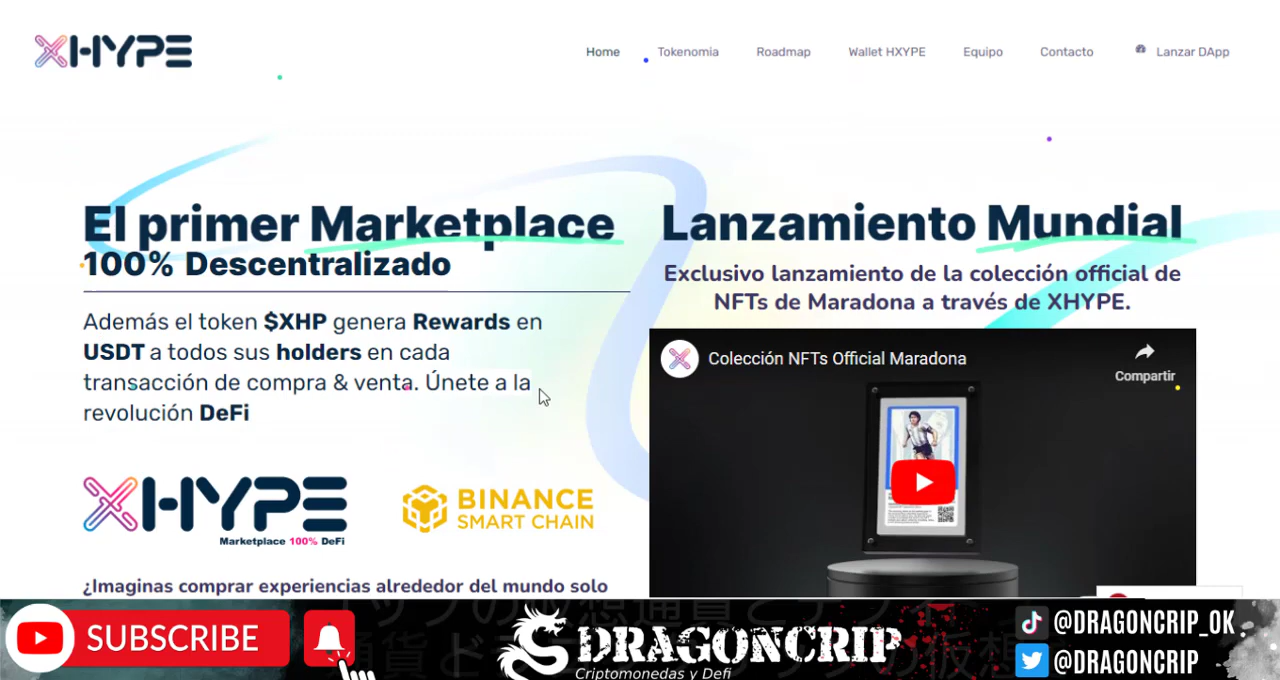 XHYPE
Home
Tokenomia
Roadmap
Wallet HXYPE
Equipo
Contacto
Lanzar DApp
El primer Marketplace
100% Descentralizado
Además el token $XHP genera Rewards en
USDT a todos sus holders en cada
transacción de compra & venta. Únete a la
revolución DeFi
XHYPE
Marketplace 100% DeFi
BINANCE
SMART CHAIN
¿Imaginas comprar experiencias alrededor del mundo solo
Lanzamiento Mundial
Exclusivo lanzamiento de la colección official de
NFTs de Maradona a través de XHYPE.
Colección NFTs Official Maradona
Compartir
SUBSCRIBE
DRAGONCRIP
Criptomonedas y Defi
@DRAGONCRIP_OK
@DRAGONCRIP